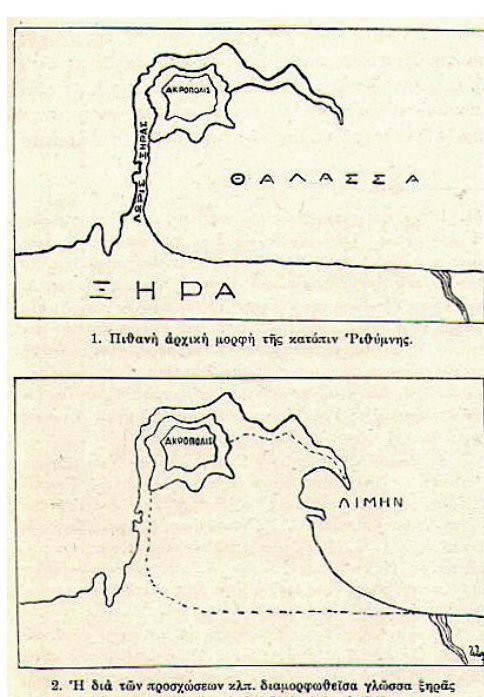 ΑΚΡΟΠΟΛΙΣ
ΛΩΡΙΣ ΞΗΡΑΣ
ΘΑΛΑΣΣΑ
ΞΗΡΑ
1. Πιθανὴ ἀρχικὴ μορφὴ τῆς κατόπιν Ῥιθύμνης.
ΑΚΡΟΠΟΛΙΣ
ΛΙΜΗΝ
2. Ἡ διὰ τῶν προσχώσεων κλπ. διαμορφωθεῖσα γλῶσσα ξηρᾶς